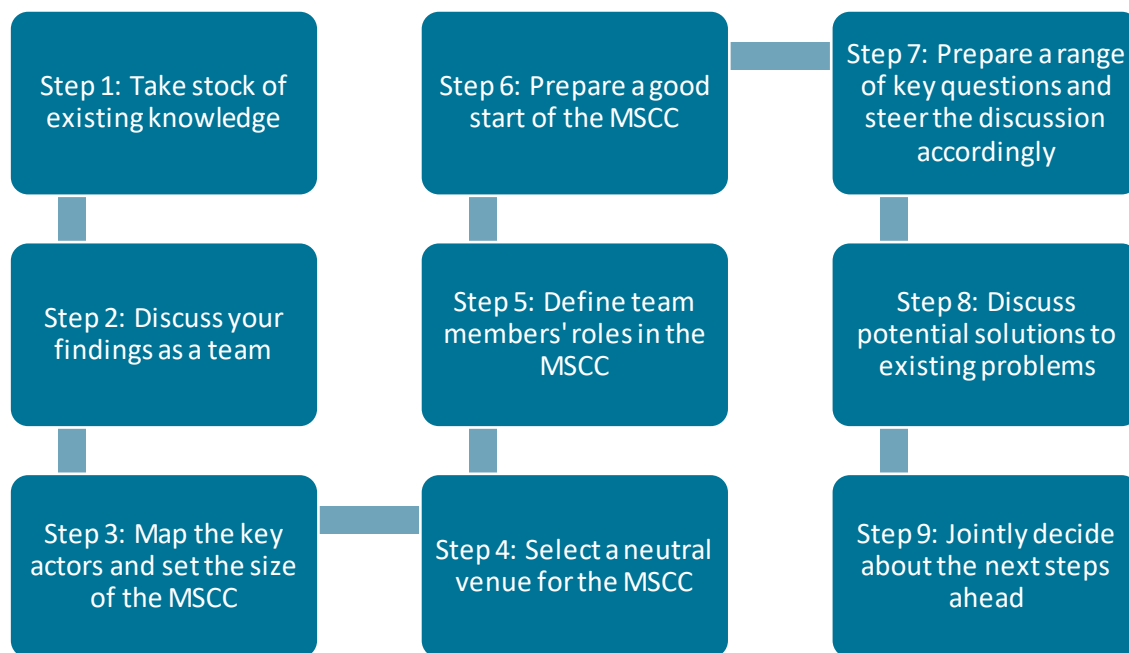 Step 1: Take stock of
existing knowledge
Step 2: Discuss your
findings as a team
Step 3: Map the key
actors and set the size
of the MSCC
Step 4: Select a neutral
venue for the MSCC
Step 5: Define team
members' roles in the
MSCC
Step 6: Prepare a good
start of the MSCC
Step 7: Prepare a range
of key questions and
steer the discussion
accordingly
Step 8: Discuss
potential solutions to
existing problems
Step 9: Jointly decide
about the next steps
ahead